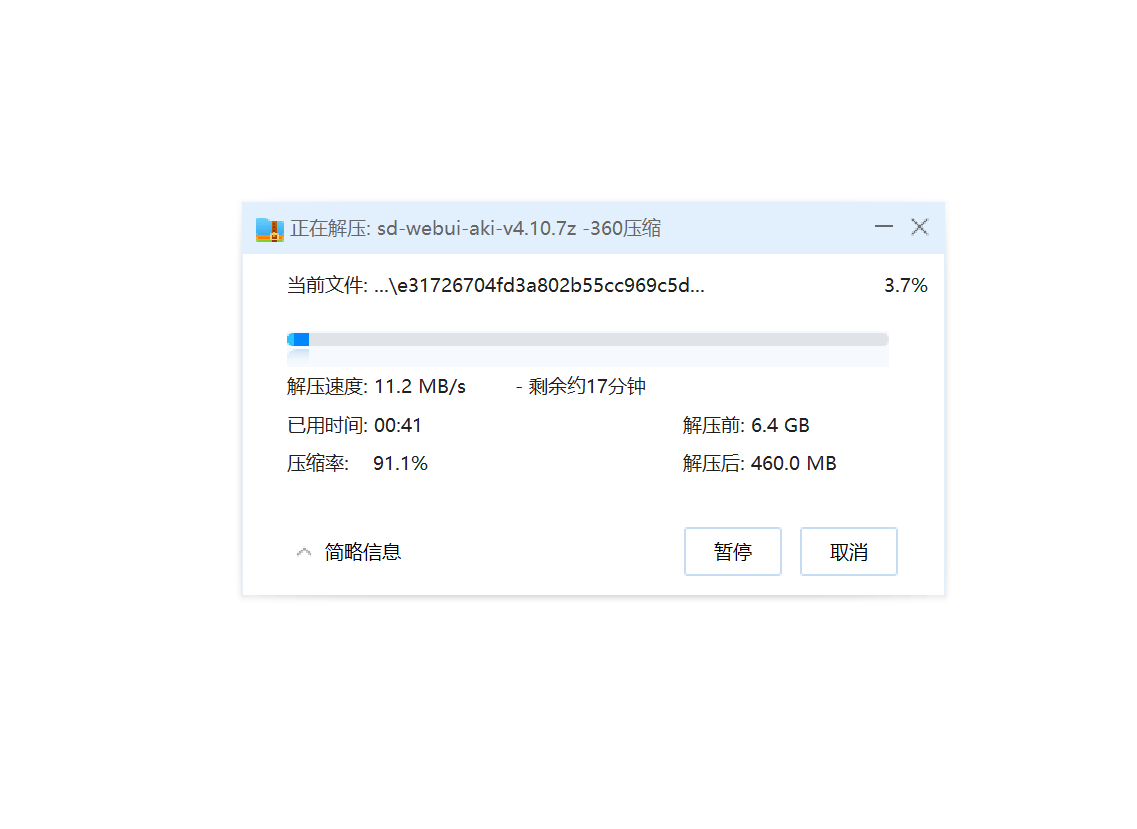 正在解压: sd-webui-aki-v4.10.7z -360压缩
当前文件: ...\e31726704fd3a802b55cc969c5d... 3.7%
解压速度: 11.2 MB/s - 剩余约17分钟
已用时间: 00:41 解压前: 6.4 GB
压缩率: 91.1% 解压后: 460.0 MB
简略信息 暂停 取消